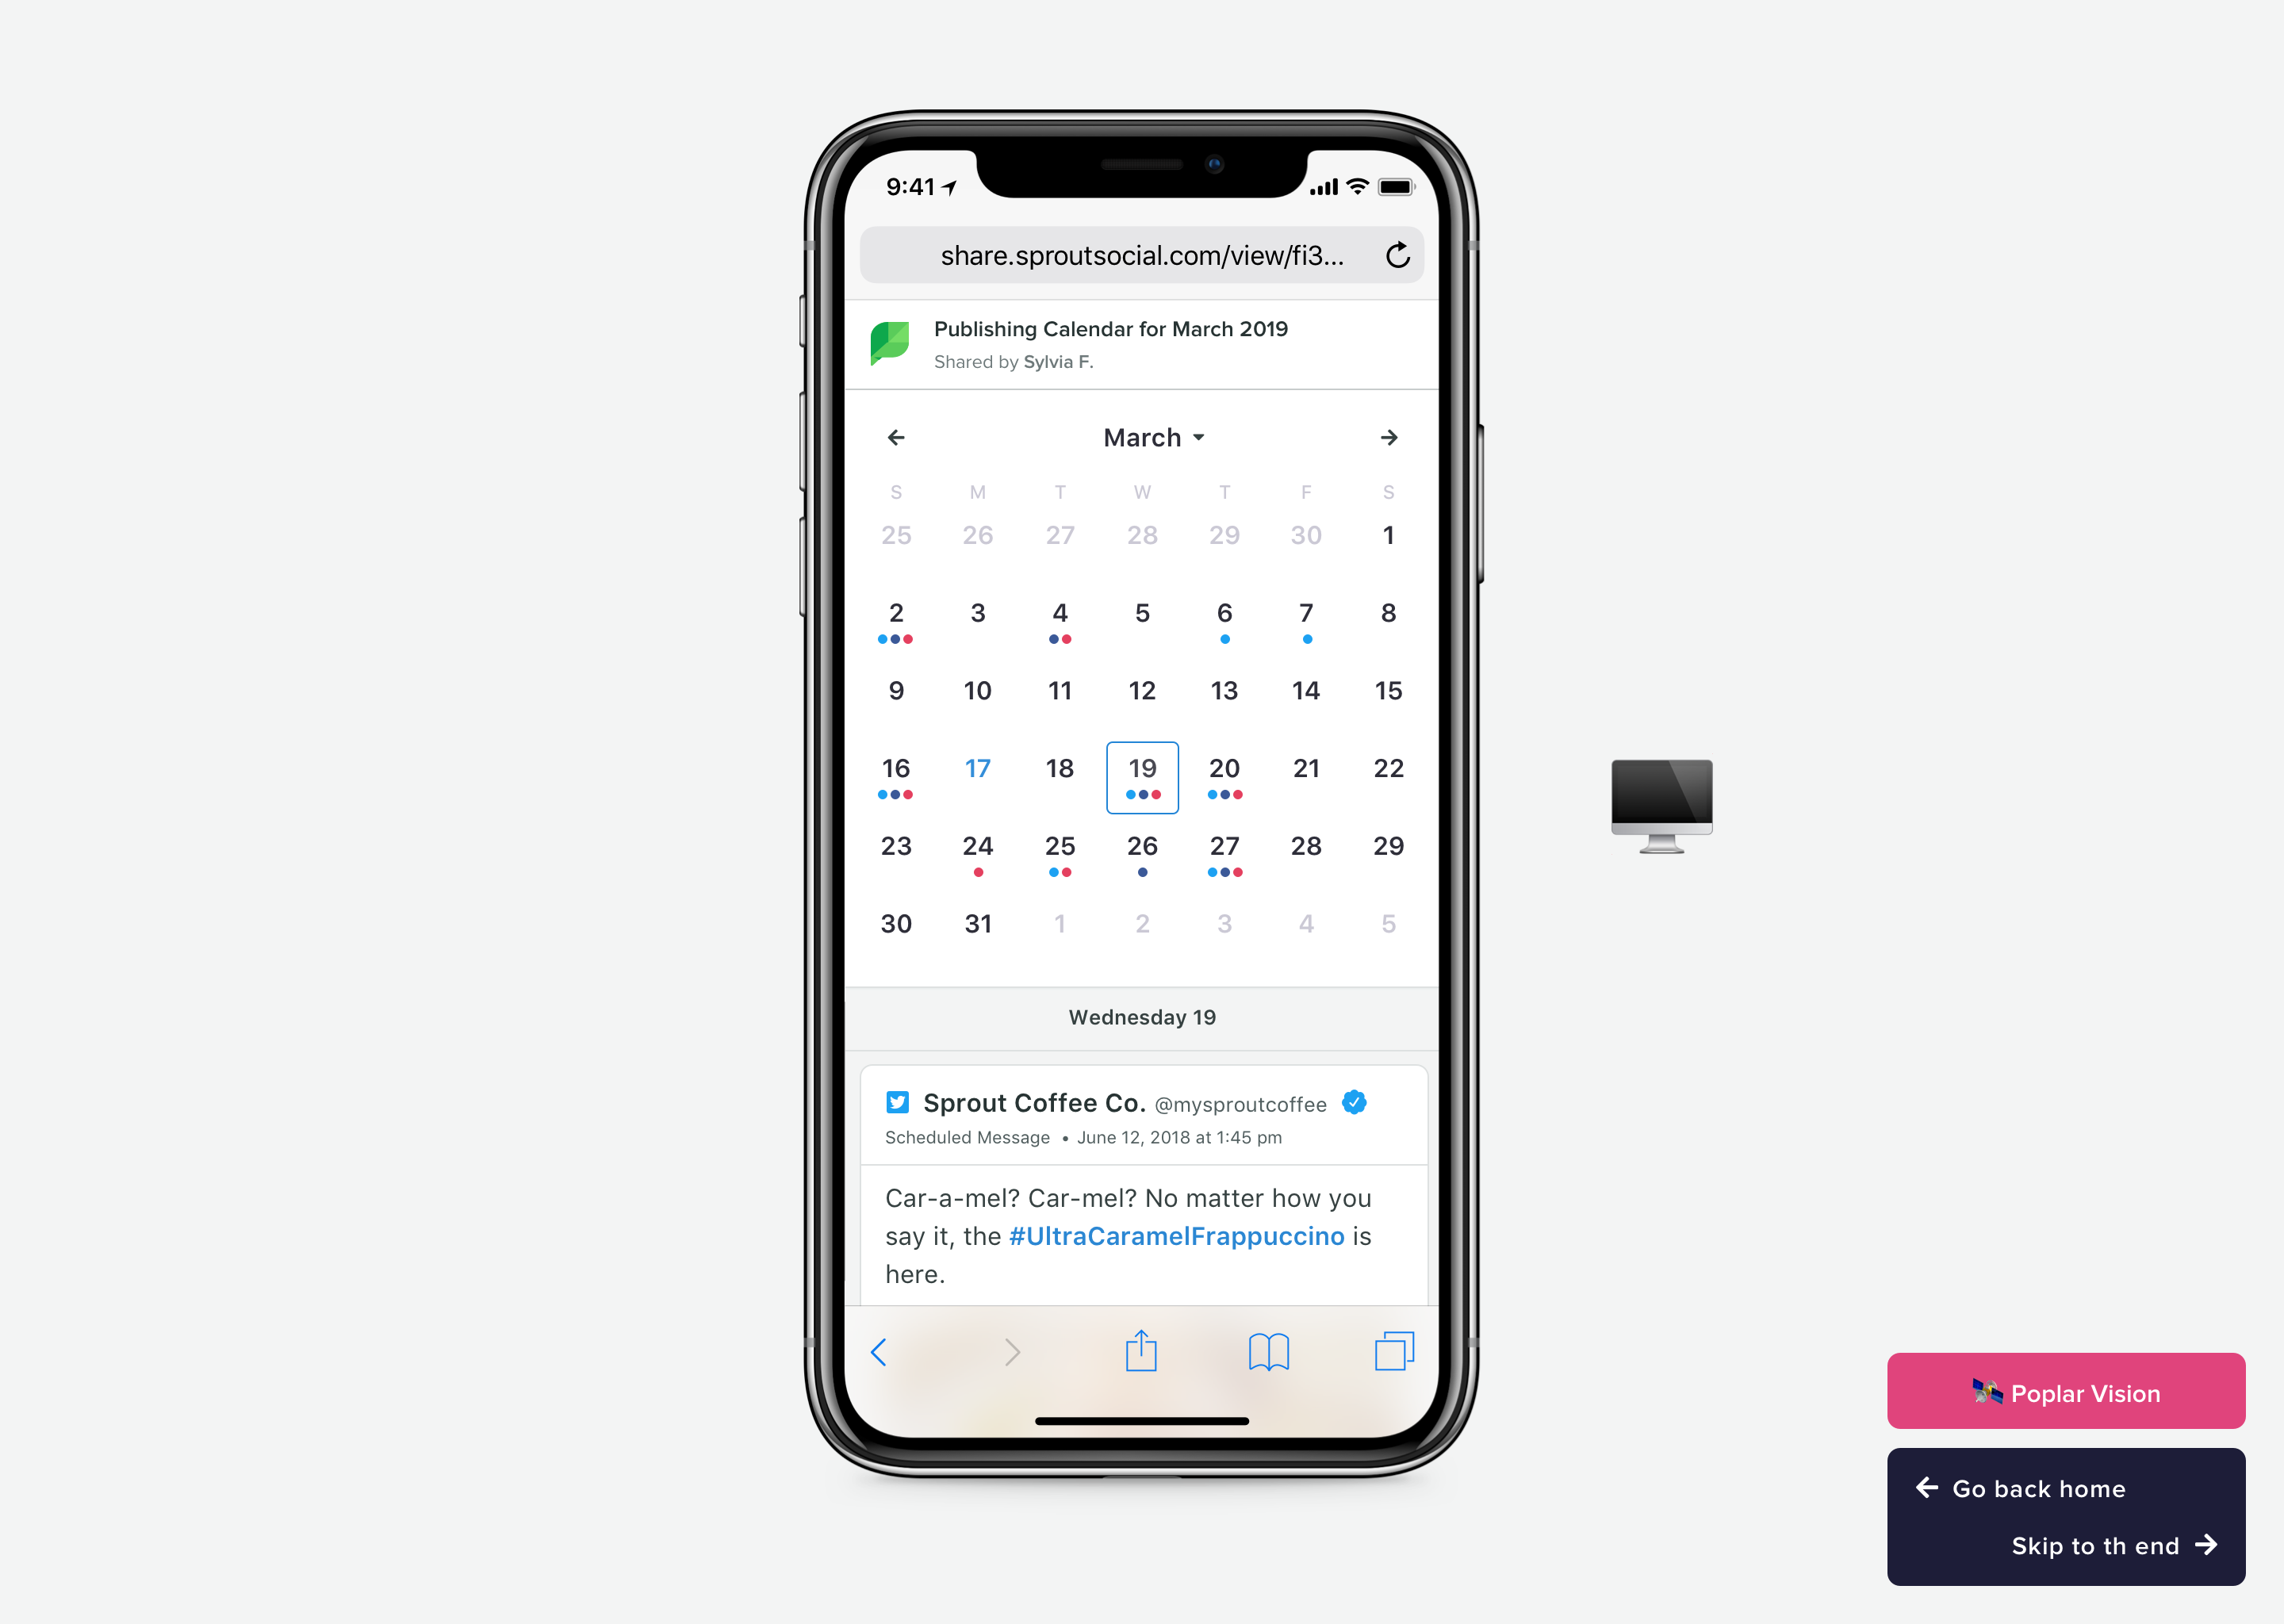 9:41
share.sproutsocial.com/view/fi3...
Publishing Calendar for March 2019
Shared by Sylvia F.
March
S M T W T F S
25 26 27 28 29 30 1
2 3 4 5 6 7 8
9 10 11 12 13 14 15
16 17 18 19 20 21 22
23 24 25 26 27 28 29
30 31 1 2 3 4 5
Wednesday 19
Sprout Coffee Co. @mysproutcoffee
Scheduled Message • June 12, 2018 at 1:45 pm
Car-a-mel? Car-mel? No matter how you
say it, the #UltraCaramelFrappuccino is
here.
Poplar Vision
Go back home
Skip to th end